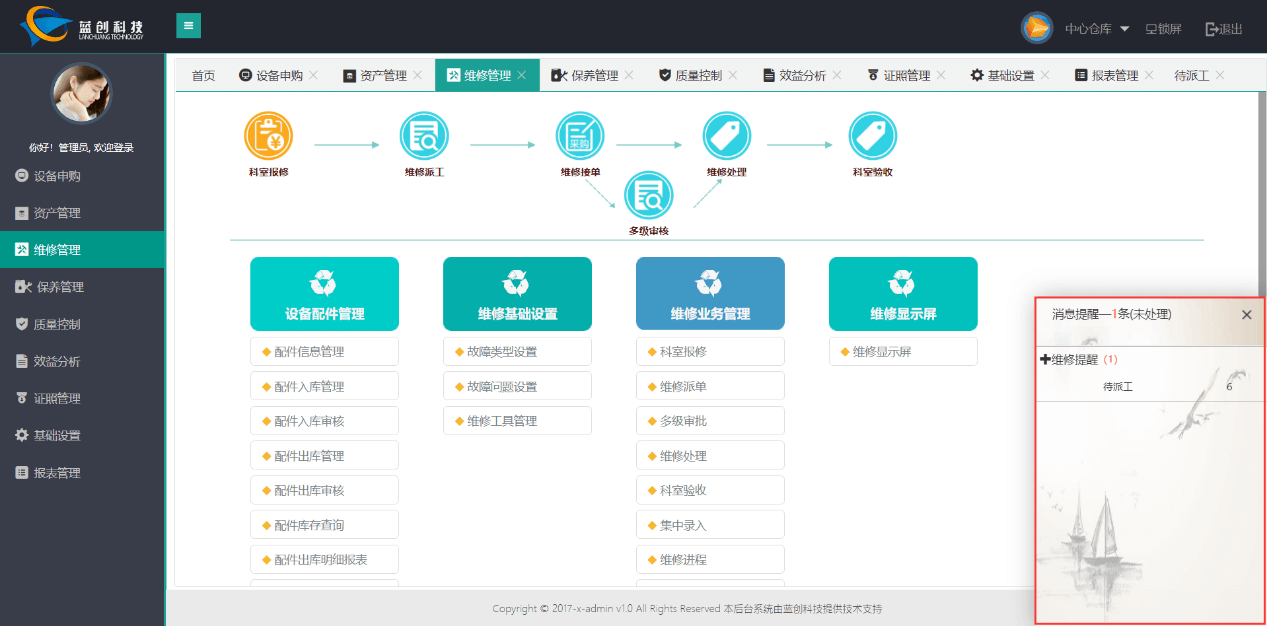 蓝创科技
LANCHUANG TECHNOLOGY
中心仓库 锁屏 退出
你好！管理员, 欢迎登录
设备申购
资产管理
维修管理
保养管理
质量控制
效益分析
证照管理
基础设置
报表管理
首页 设备申购 资产管理 维修管理 保养管理 质量控制 效益分析 证照管理 基础设置 报表管理 待派工
科室报修 维修派工 采购 维修接单 维修处理 科室验收
多级审核
设备配件管理
配件信息管理
配件入库管理
配件入库审核
配件出库管理
配件出库审核
配件库存查询
配件出库明细报表
维修基础设置
故障类型设置
故障问题设置
维修工具管理
维修业务管理
科室报修
维修派单
多级审批
维修处理
科室验收
集中录入
维修进程
维修显示屏
维修显示屏
消息提醒—1条(未处理)
维修提醒 (1)
待派工 6
Copyright © 2017-x-admin v1.0 All Rights Reserved 本后台系统由蓝创科技提供技术支持